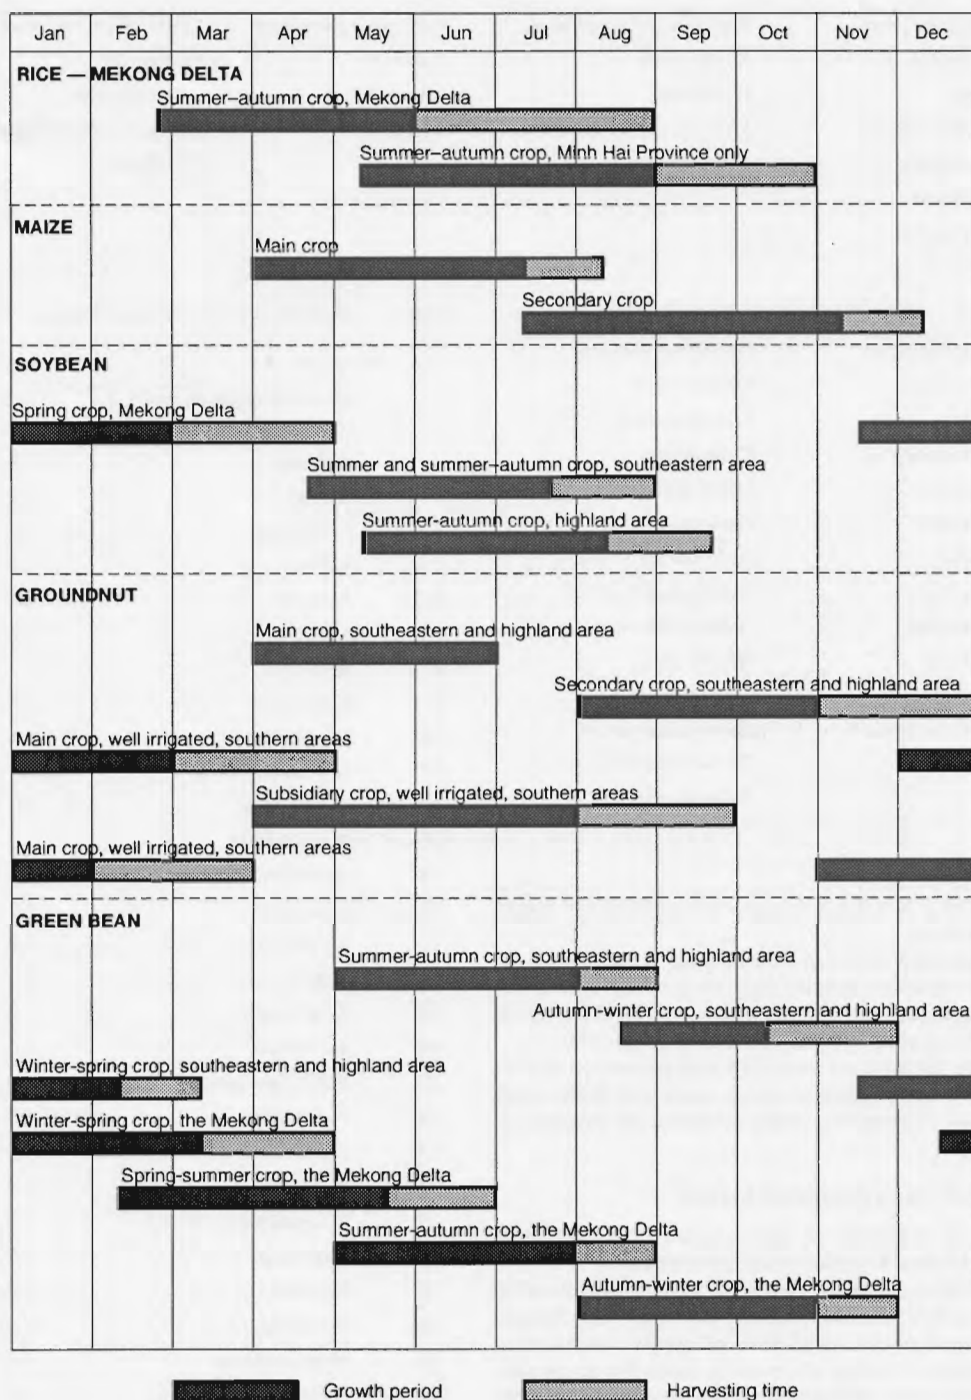 Jan Feb Mar Apr May Jun Jul Aug Sep Oct Nov Dec
RICE — MEKONG DELTA
Summer–autumn crop, Mekong Delta
Summer–autumn crop, Minh Hai Province only
MAIZE
Main crop
Secondary crop
SOYBEAN
Spring crop, Mekong Delta
Summer and summer–autumn crop, southeastern area
Summer-autumn crop, highland area
GROUNDNUT
Main crop, southeastern and highland area
Secondary crop, southeastern and highland area
Main crop, well irrigated, southern areas
Subsidiary crop, well irrigated, southern areas
Main crop, well irrigated, southern areas
GREEN BEAN
Summer-autumn crop, southeastern and highland area
Autumn-winter crop, southeastern and highland area
Winter-spring crop, southeastern and highland area
Winter-spring crop, the Mekong Delta
Spring-summer crop, the Mekong Delta
Summer-autumn crop, the Mekong Delta
Autumn-winter crop, the Mekong Delta
Growth period Harvesting time